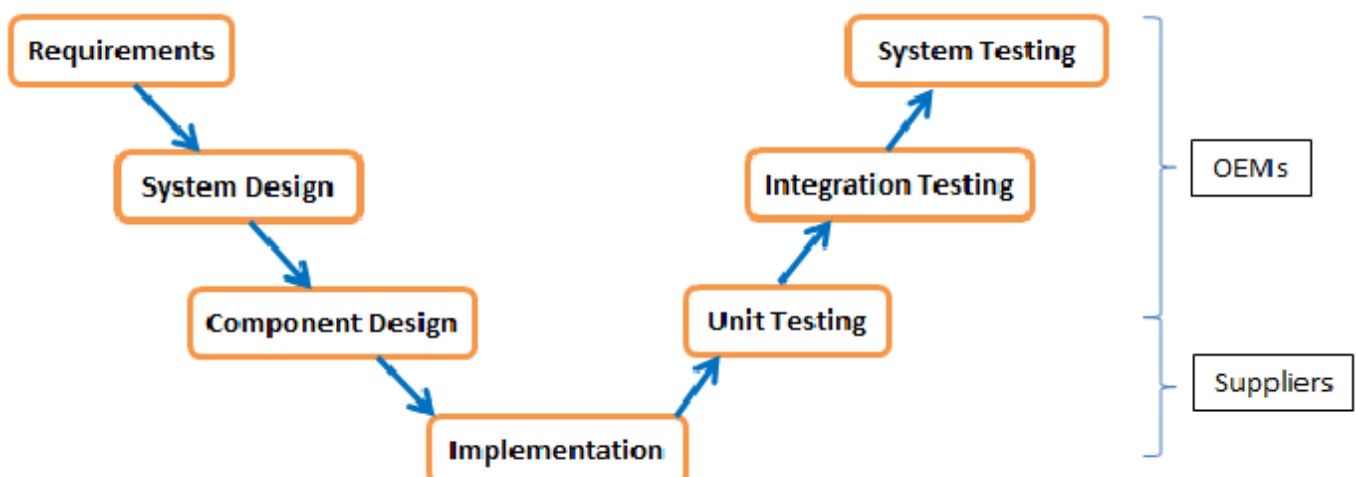 Requirements
System Testing
System Design
Integration Testing
OEMs
Component Design
Unit Testing
Suppliers
Implementation